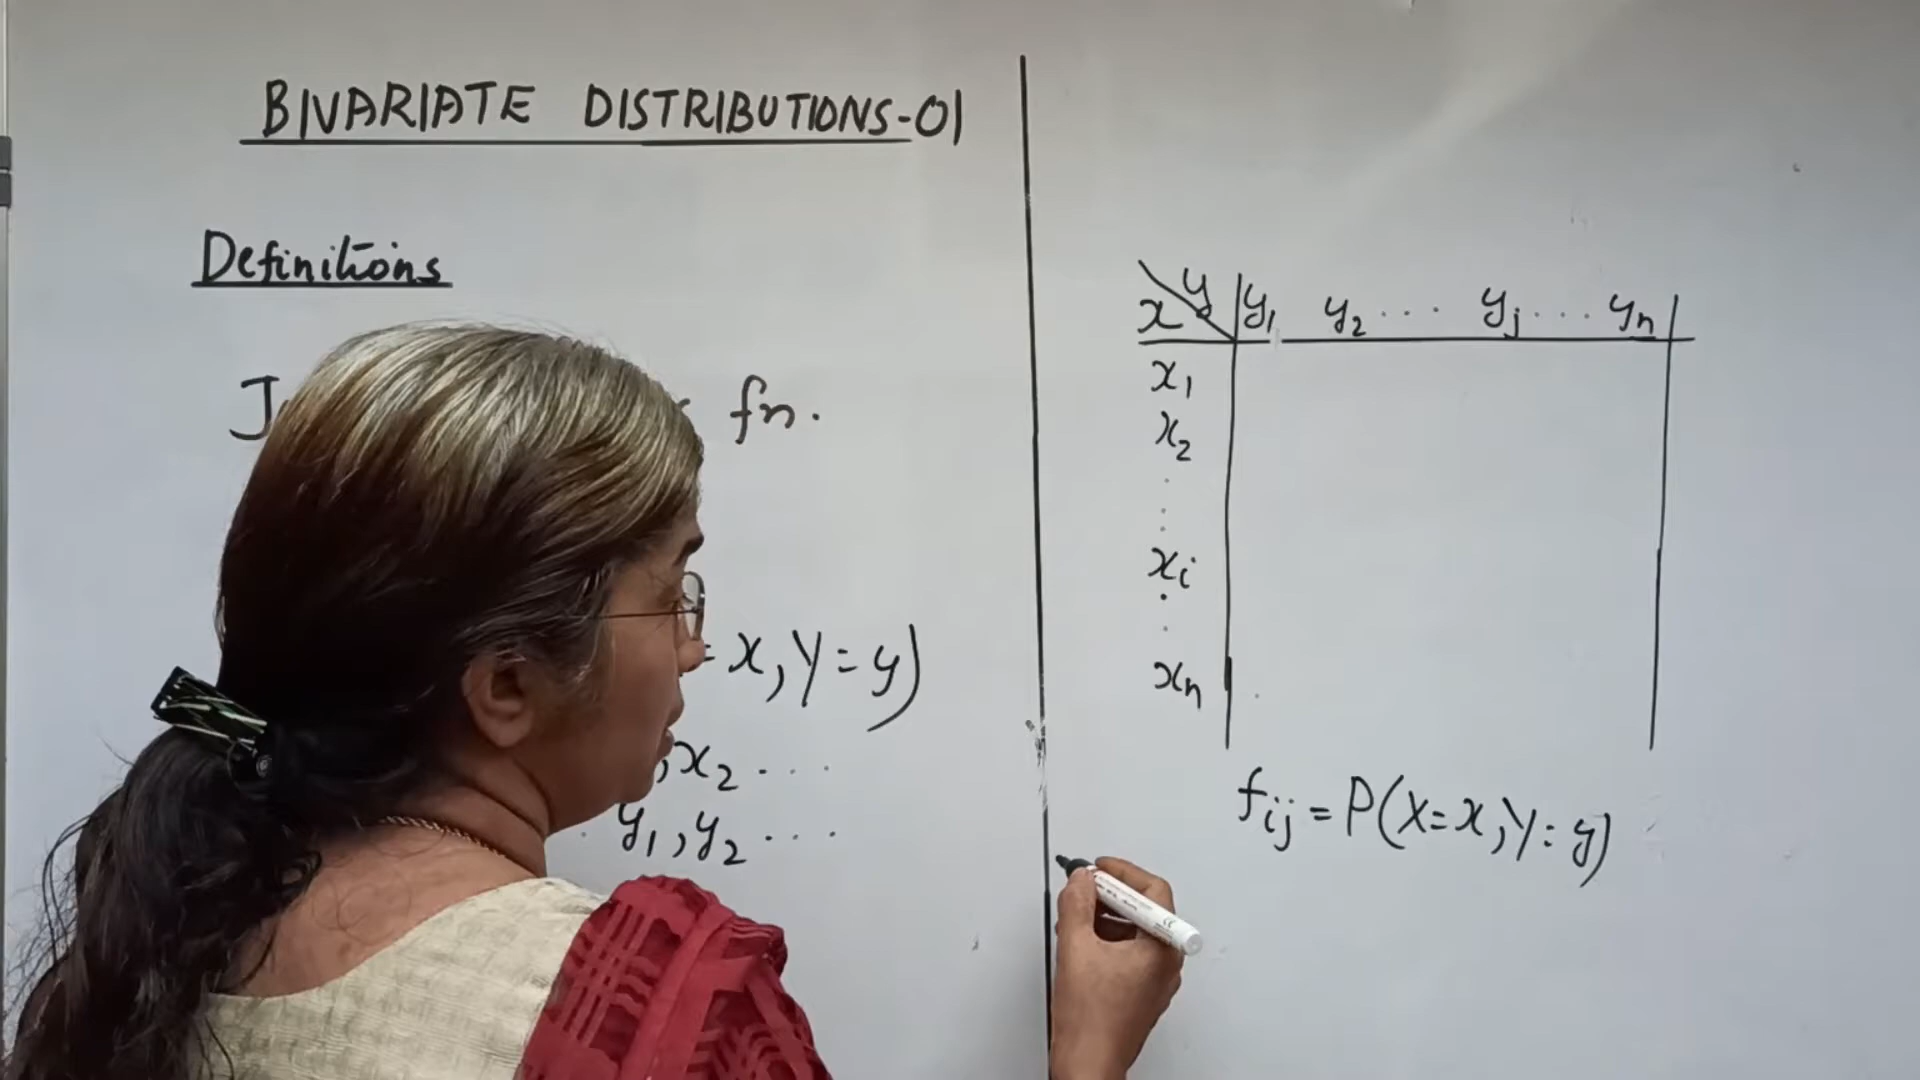 BIVARIATE DISTRIBUTIONS-01
Definitions
fn.
= x, Y = y)
, x₂ ....
y₁, y₂ ....
x y y₁ y₂ ... yⱼ ... yₙ
x₁
x₂
xᵢ
xₙ
fᵢⱼ = P(X=x, Y=y)